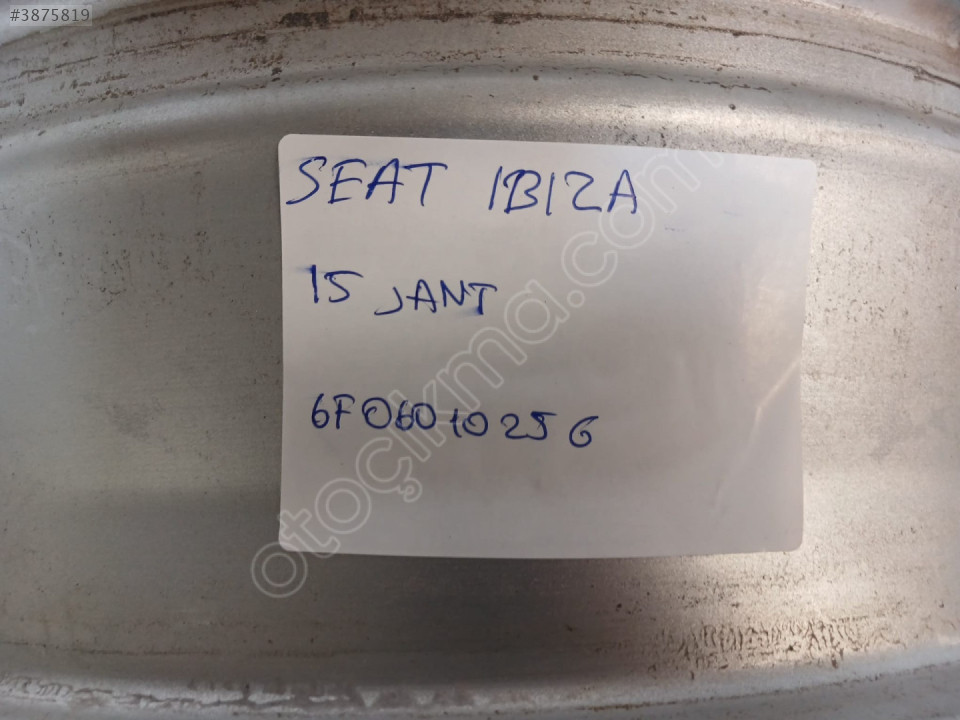 #3875819
SEAT IBIZA
15 JANT
6F0601025G
otoçıkma.com